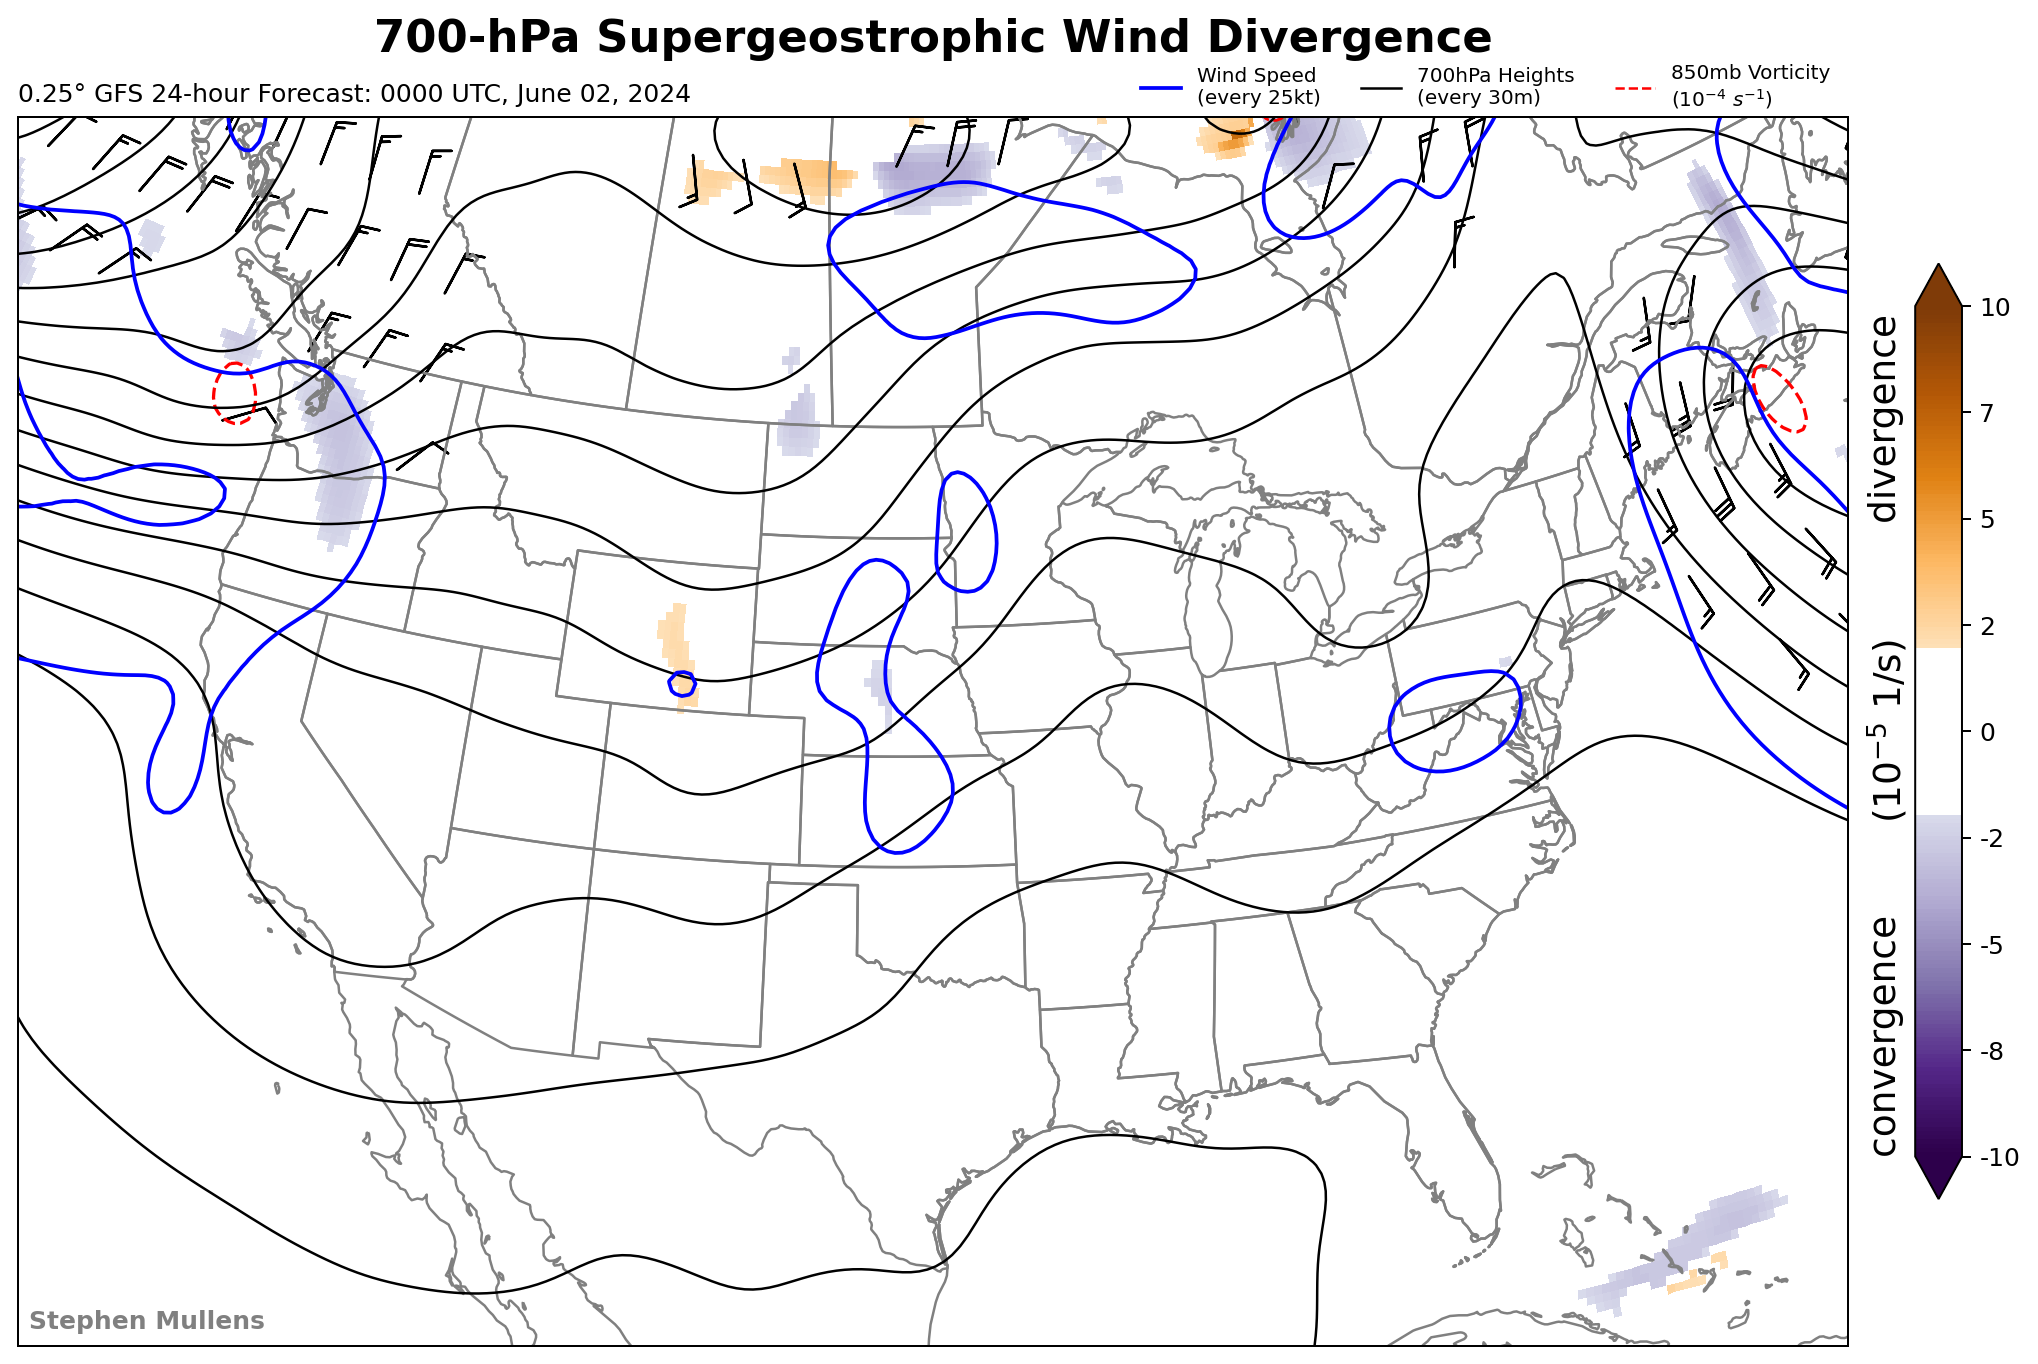 700-hPa Supergeostrophic Wind Divergence
0.25° GFS 24-hour Forecast: 0000 UTC, June 02, 2024
Wind Speed
(every 25kt)
700hPa Heights
(every 30m)
850mb Vorticity
(10⁻⁴ s⁻¹)
10
7
5
2
0
-2
-5
-8
-10
convergence (10⁻⁵ 1/s) divergence
Stephen Mullens